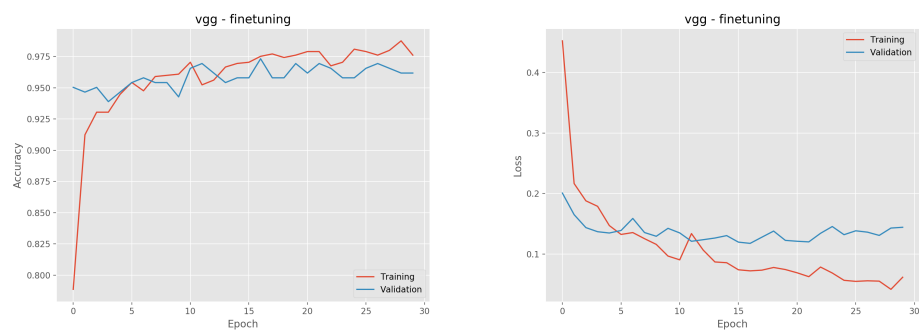 vgg - finetuning
0.975
0.950
0.925
0.900
0.875
0.850
0.825
0.800
Accuracy
Training
Validation
0 5 10 15 20 25 30
Epoch
vgg - finetuning
Training
Validation
0.4
0.3
0.2
0.1
Loss
0 5 10 15 20 25 30
Epoch